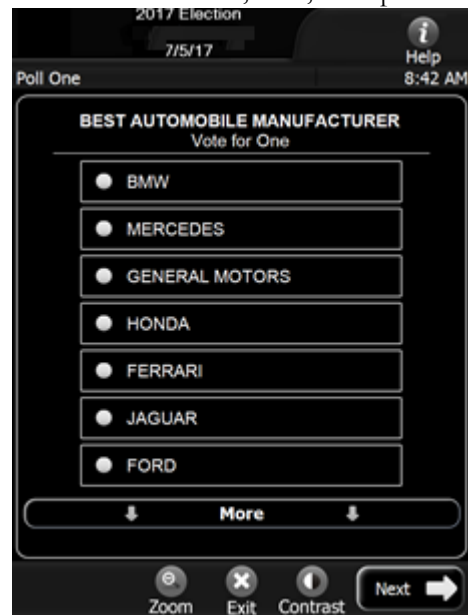 2017 Election
7/5/17
Help
Poll One 8:42 AM
BEST AUTOMOBILE MANUFACTURER
Vote for One
BMW
MERCEDES
GENERAL MOTORS
HONDA
FERRARI
JAGUAR
FORD
More
Zoom Exit Contrast Next